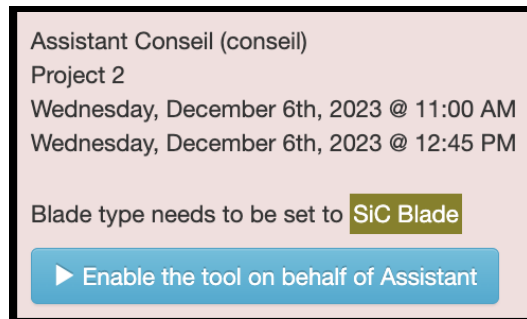 Assistant Conseil (conseil)
Project 2
Wednesday, December 6th, 2023 @ 11:00 AM
Wednesday, December 6th, 2023 @ 12:45 PM
Blade type needs to be set to SiC Blade
Enable the tool on behalf of Assistant